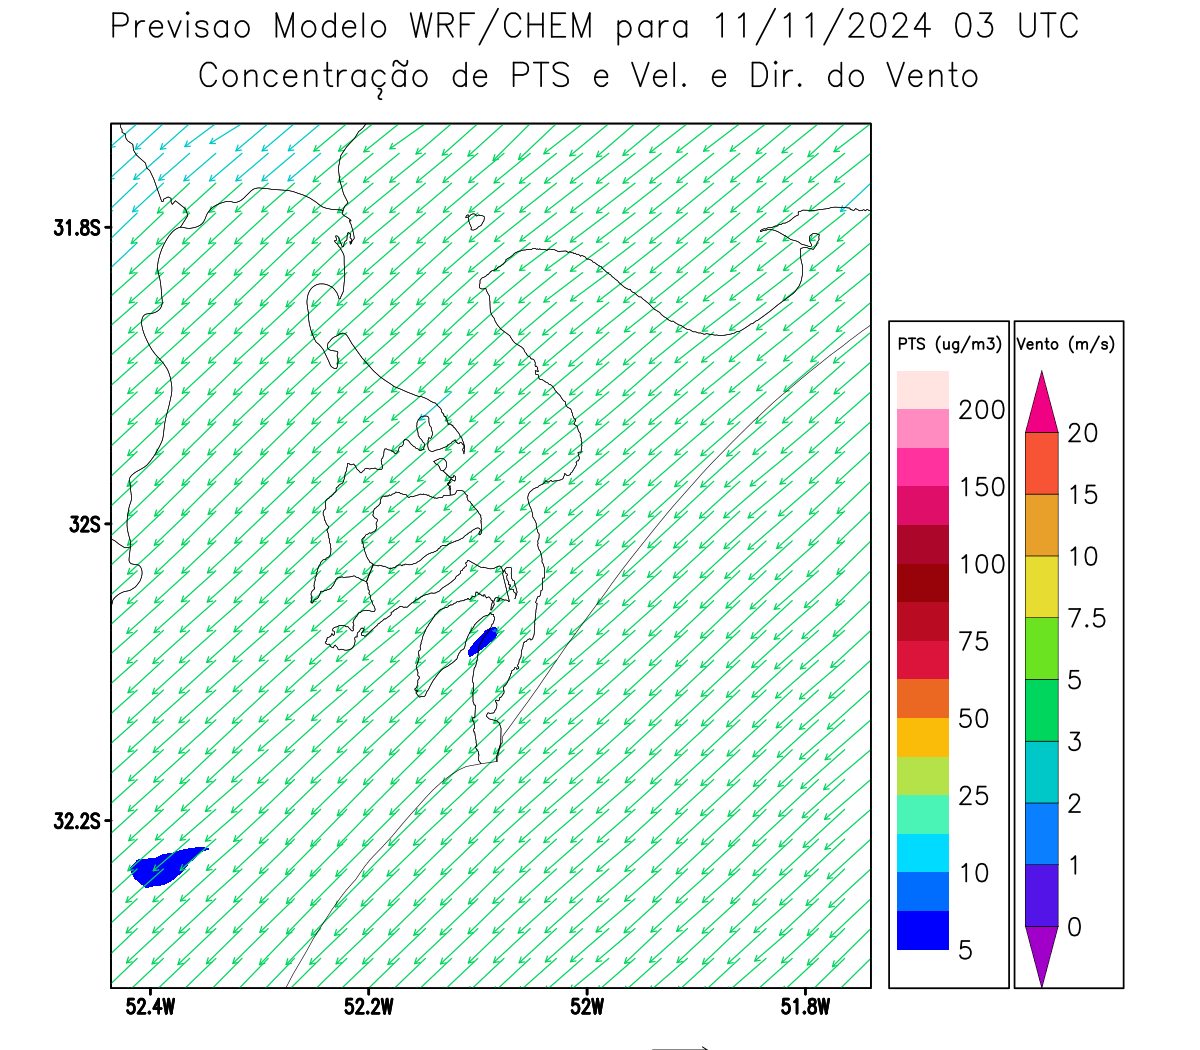 Previsao Modelo WRF/CHEM para 11/11/2024 03 UTC
Concentração de PTS e Vel. e Dir. do Vento
31.8S
32S
32.2S
52.4W
52.2W
52W
51.8W
PTS (ug/m3)
200
150
100
75
50
25
10
5
Vento (m/s)
20
15
10
7.5
5
3
2
1
0